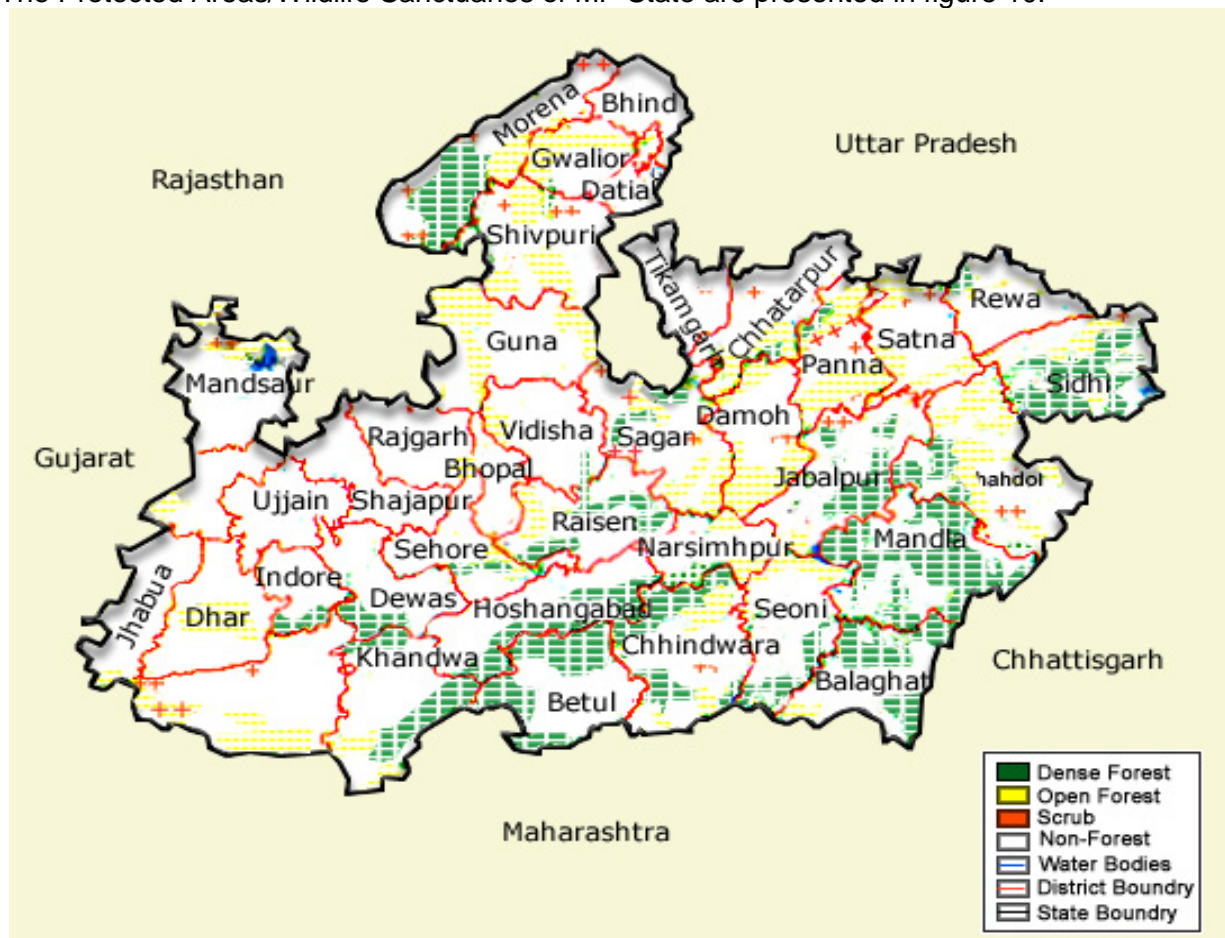 The Protected Areas/Wildlife Sanctuaries of MP State are presented in figure
Bhind
Morena
Uttar Pradesh
Gwalior
Rajasthan
Datia
Shivpuri
Tikamgarh
Chhatarpur
Rewa
Guna
Satna
Panna
Mandsaur
Sidhi
Damoh
Vidisha
Rajgarh
Sagar
Gujarat
Bhopal
Jabalpur
hahdol
Ujjain
Shajapur
Raisen
Mandla
Sehore
Narsimhpur
Indore
Dewas
Hoshangabad
Seoni
Jhabua
Dhar
Chhindwara
Khandwa
Chhattisgarh
Balaghat
Betul
Maharashtra
Dense Forest
Open Forest
Scrub
Non-Forest
Water Bodies
District Boundry
State Boundry